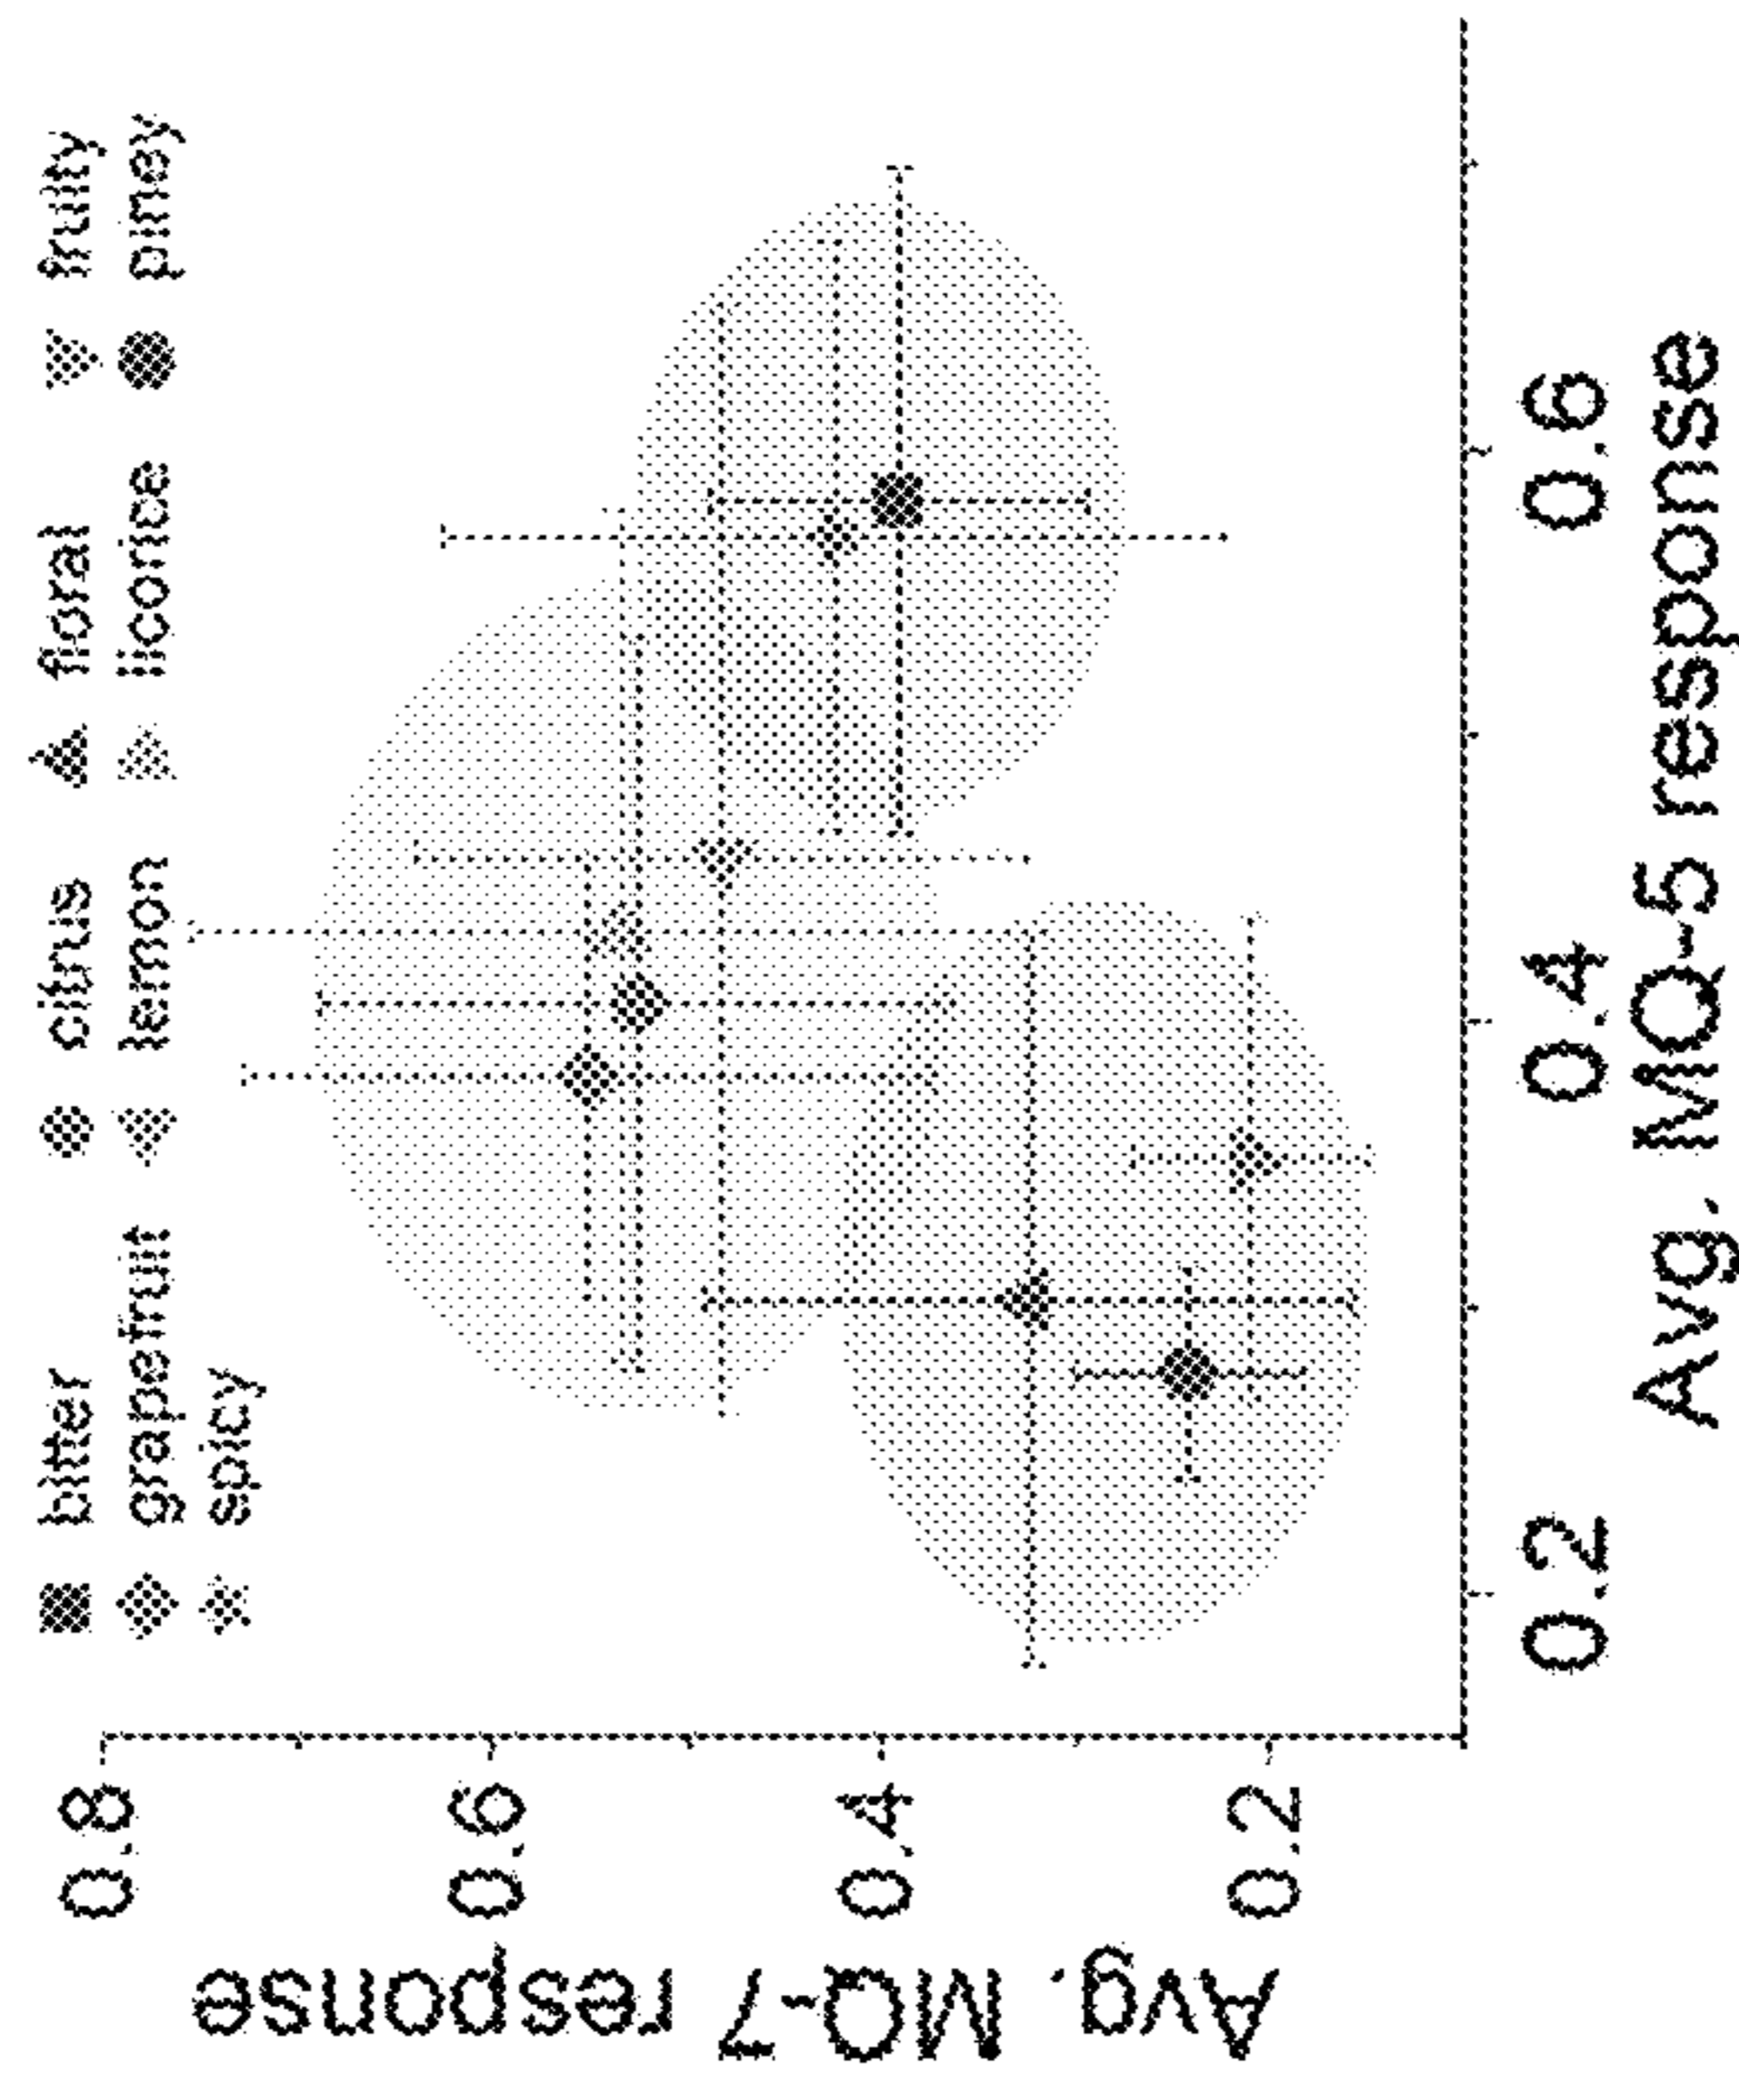 bitter citrus floral fruity
grapefruit lemon licorice piney
spicy
0.8
0.6
0.4
0.2
Avg. MQ-7 response
0.2 0.4 0.6
Avg. MQ-5 response